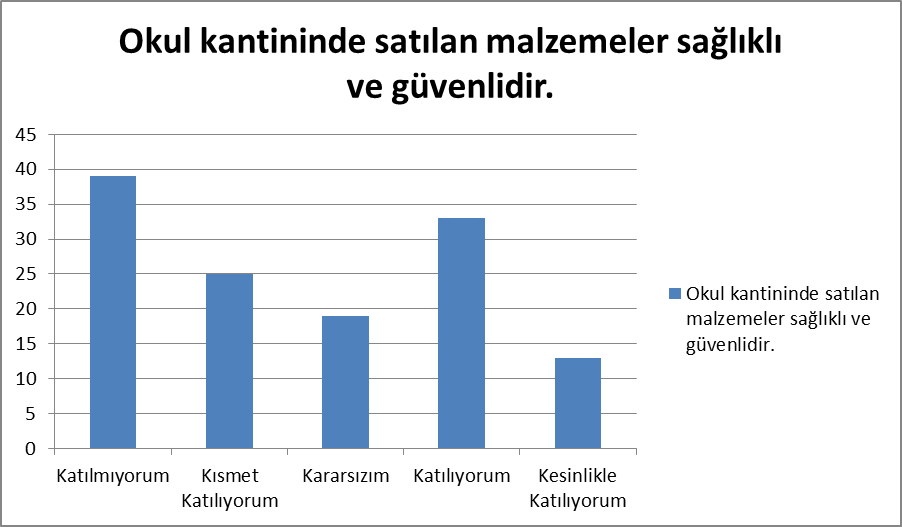 Okul kantininde satılan malzemeler sağlıklı
ve güvenlidir.
45
40
35
30
25
20
15
10
5
0
Katılmıyorum
Kısmet
Katılıyorum
Kararsızım
Katılıyorum
Kesinlikle
Katılıyorum
Okul kantininde satılan
malzemeler sağlıklı ve
güvenlidir.